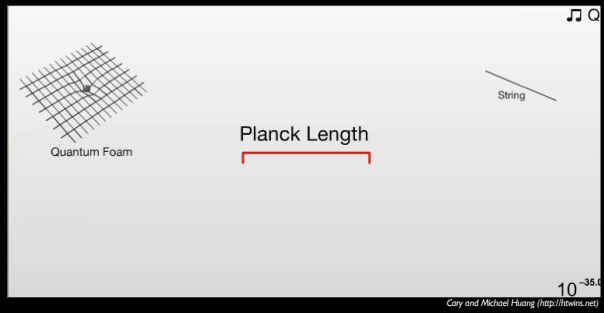 Q
String
Planck Length
Quantum Foam
10^–35.0
Cary and Michael Huang (http://htwins.net)